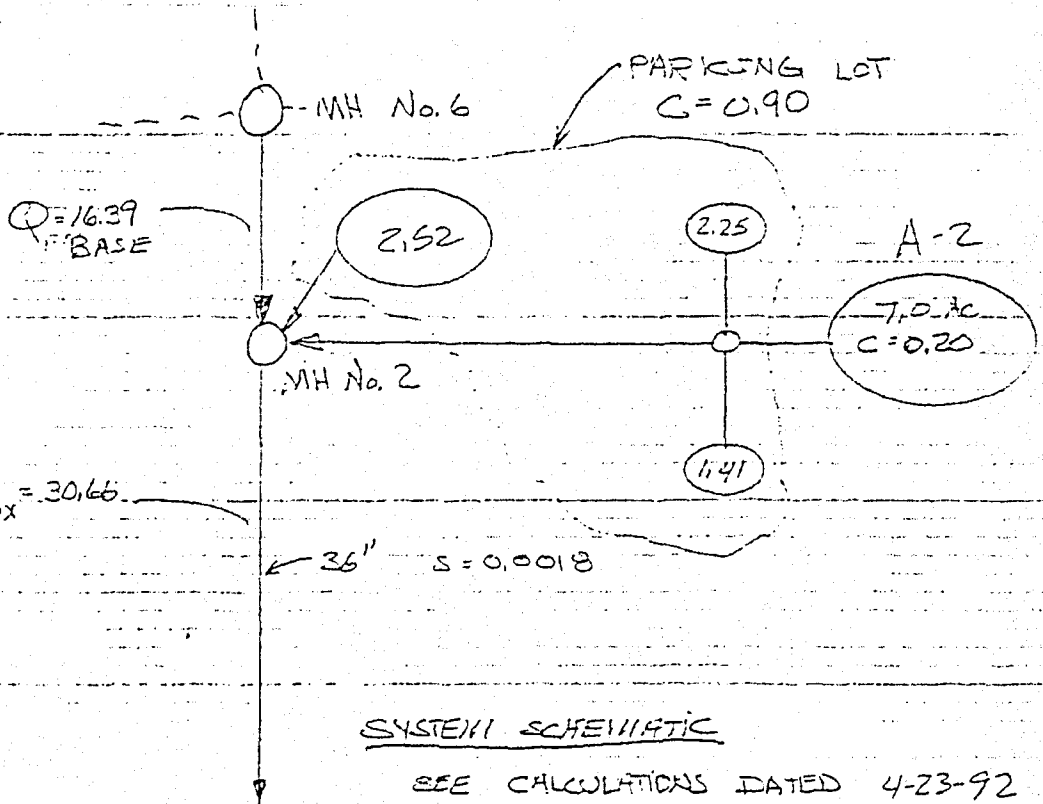 PARKING LOT
C=0.90
MH No. 6
Q=16.39
BASE
2.52
2.25
A-2
7.0 AC
C=0.20
MH No. 2
1.41
=30.66
36" S=0.0018
SYSTEM SCHEMATIC
SEE CALCULATIONS DATED 4-23-92